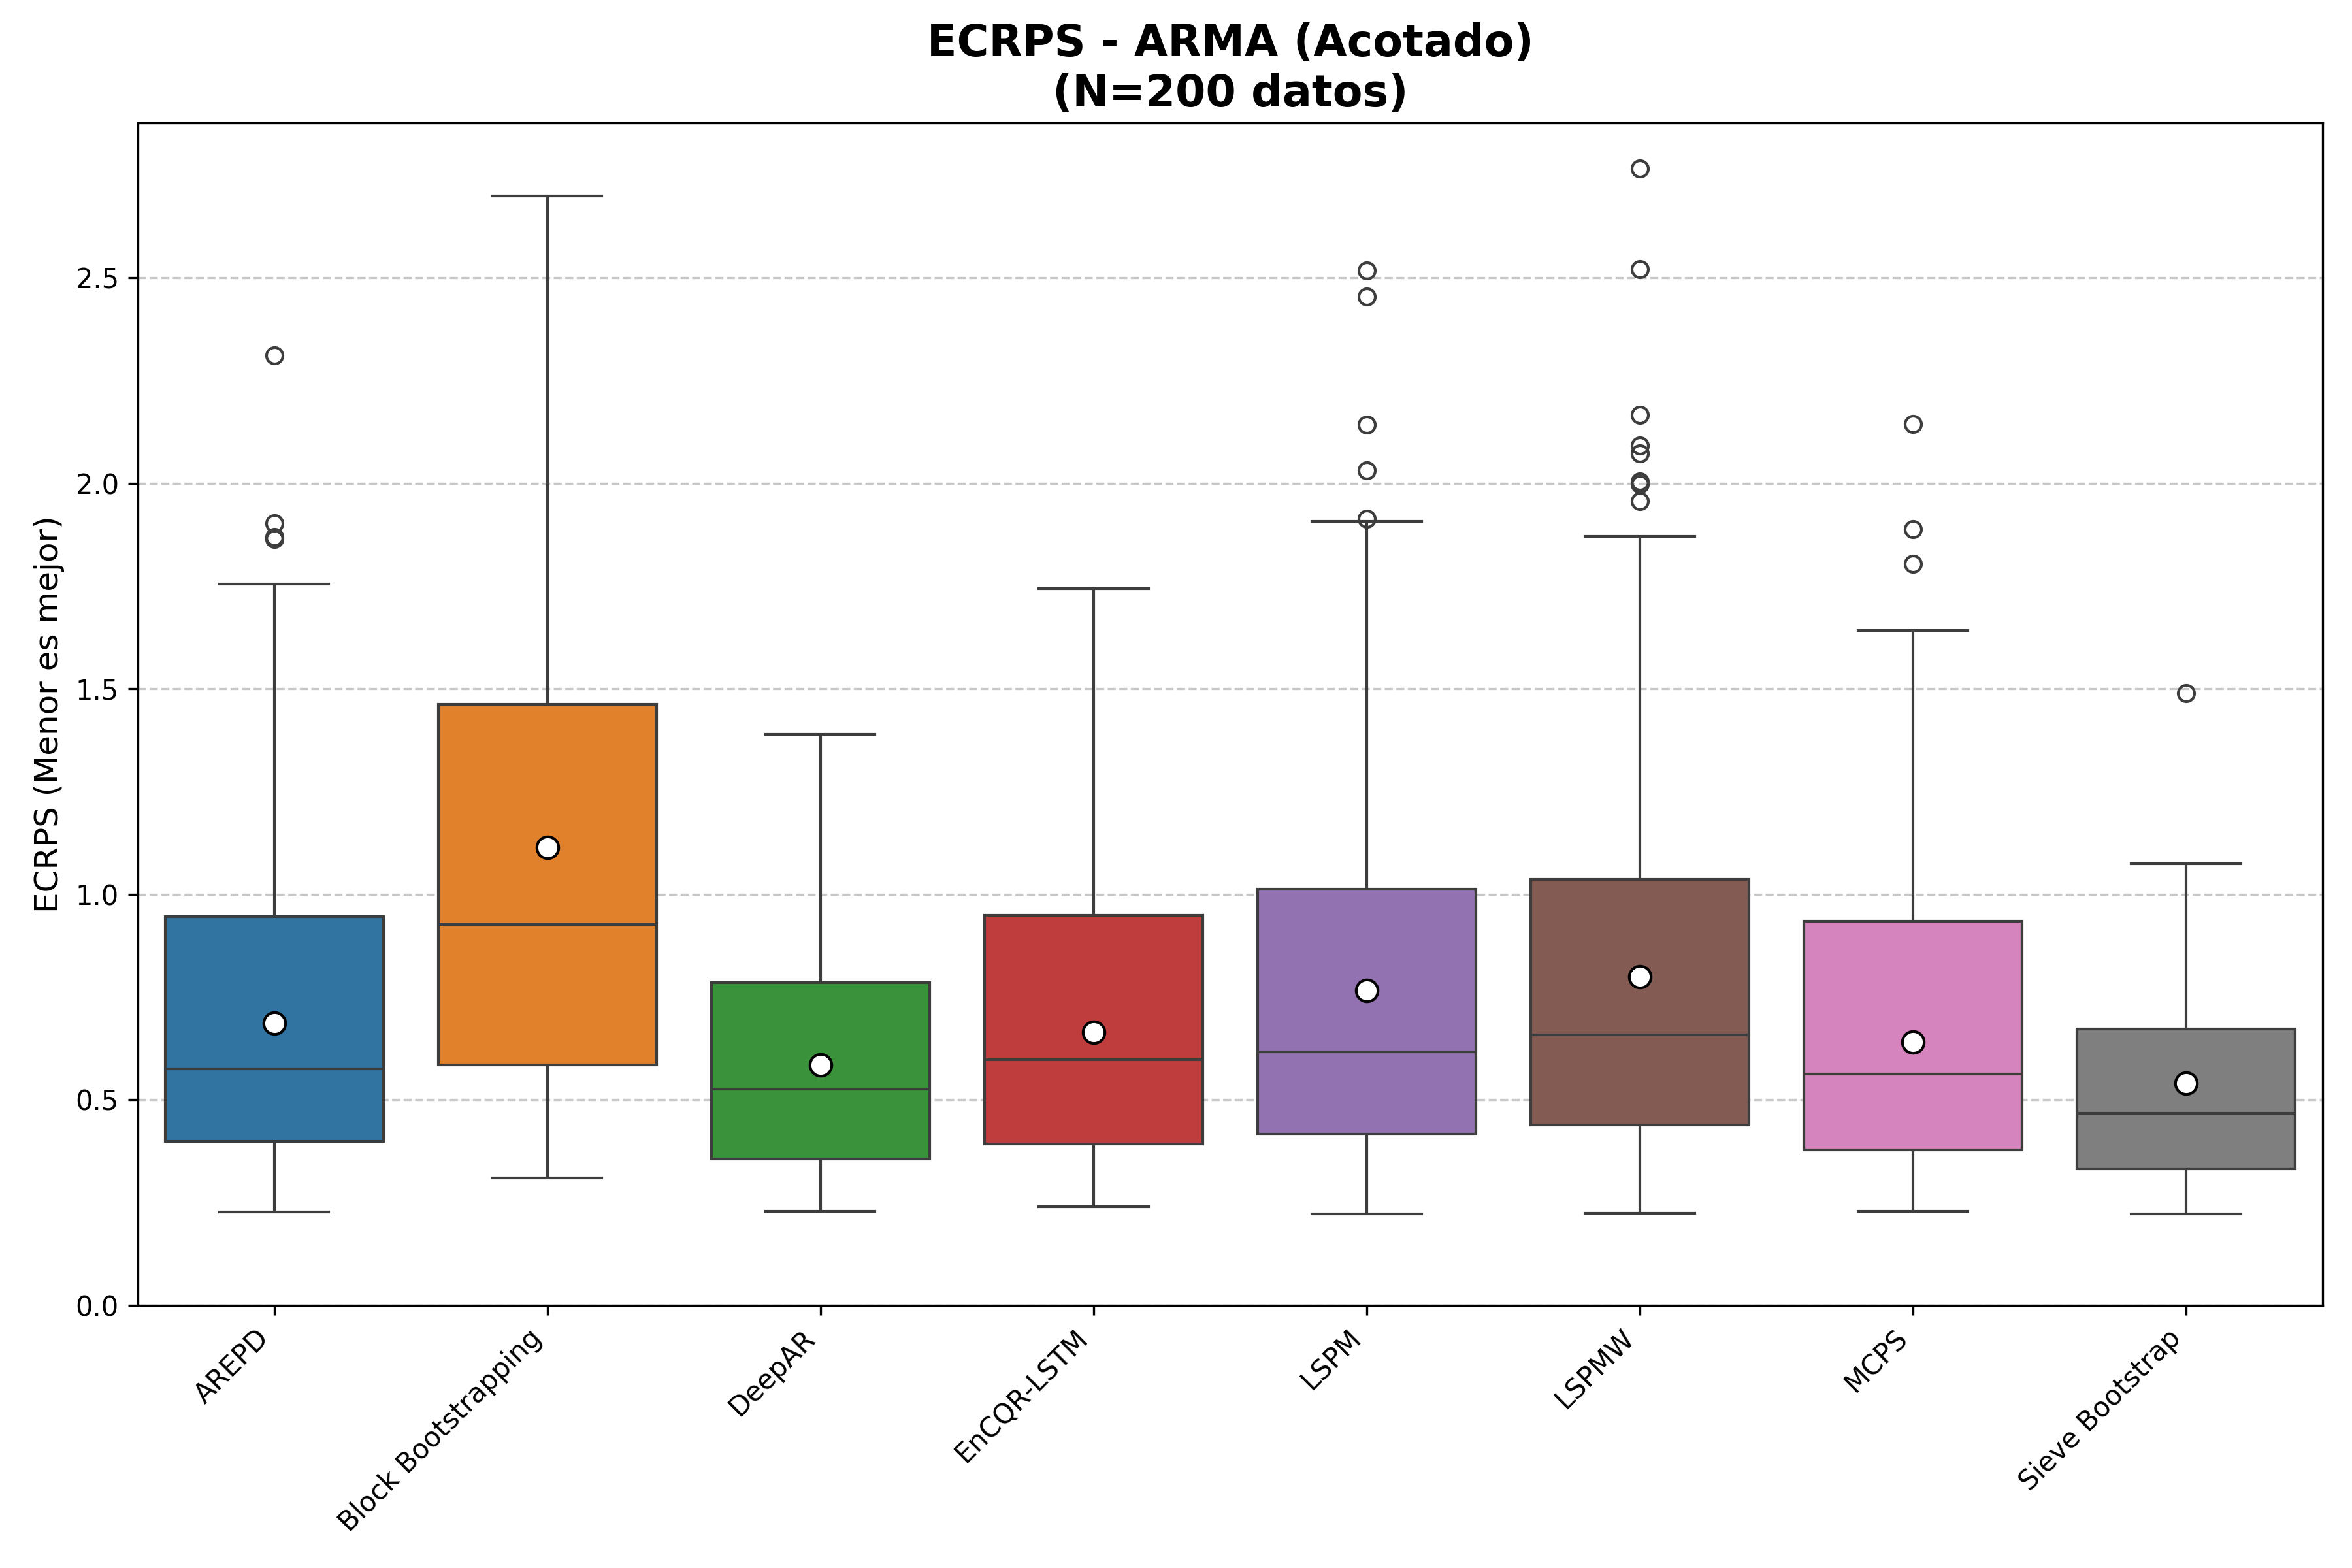 ECRPS - ARMA (Acotado)
(N=200 datos)
ECRPS (Menor es mejor)
2.5
2.0
1.5
1.0
0.5
0.0
AREPD
Block Bootstrapping
DeepAR
EnCQR-LSTM
LSPM
LSPMW
MCPS
Sieve Bootstrap